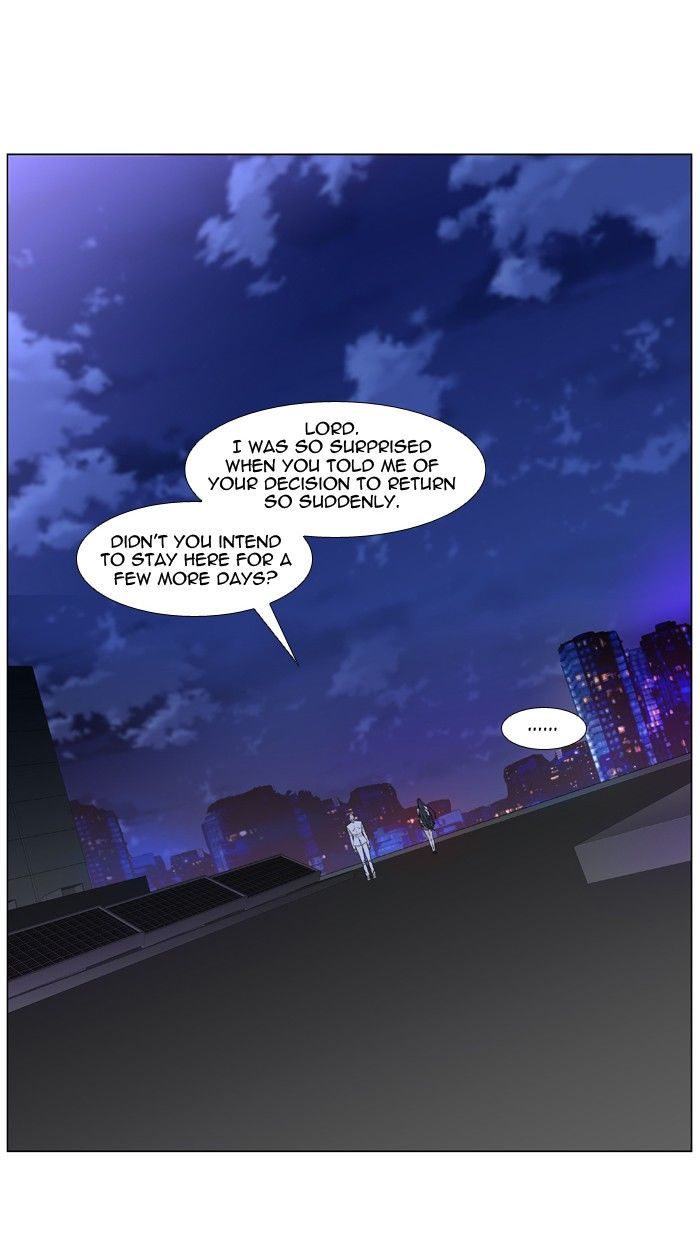 LORD.
I WAS SO SURPRISED
WHEN YOU TOLD ME OF
YOUR DECISION TO RETURN
SO SUDDENLY.
DIDN'T YOU INTEND
TO STAY HERE FOR A
FEW MORE DAYS?
......